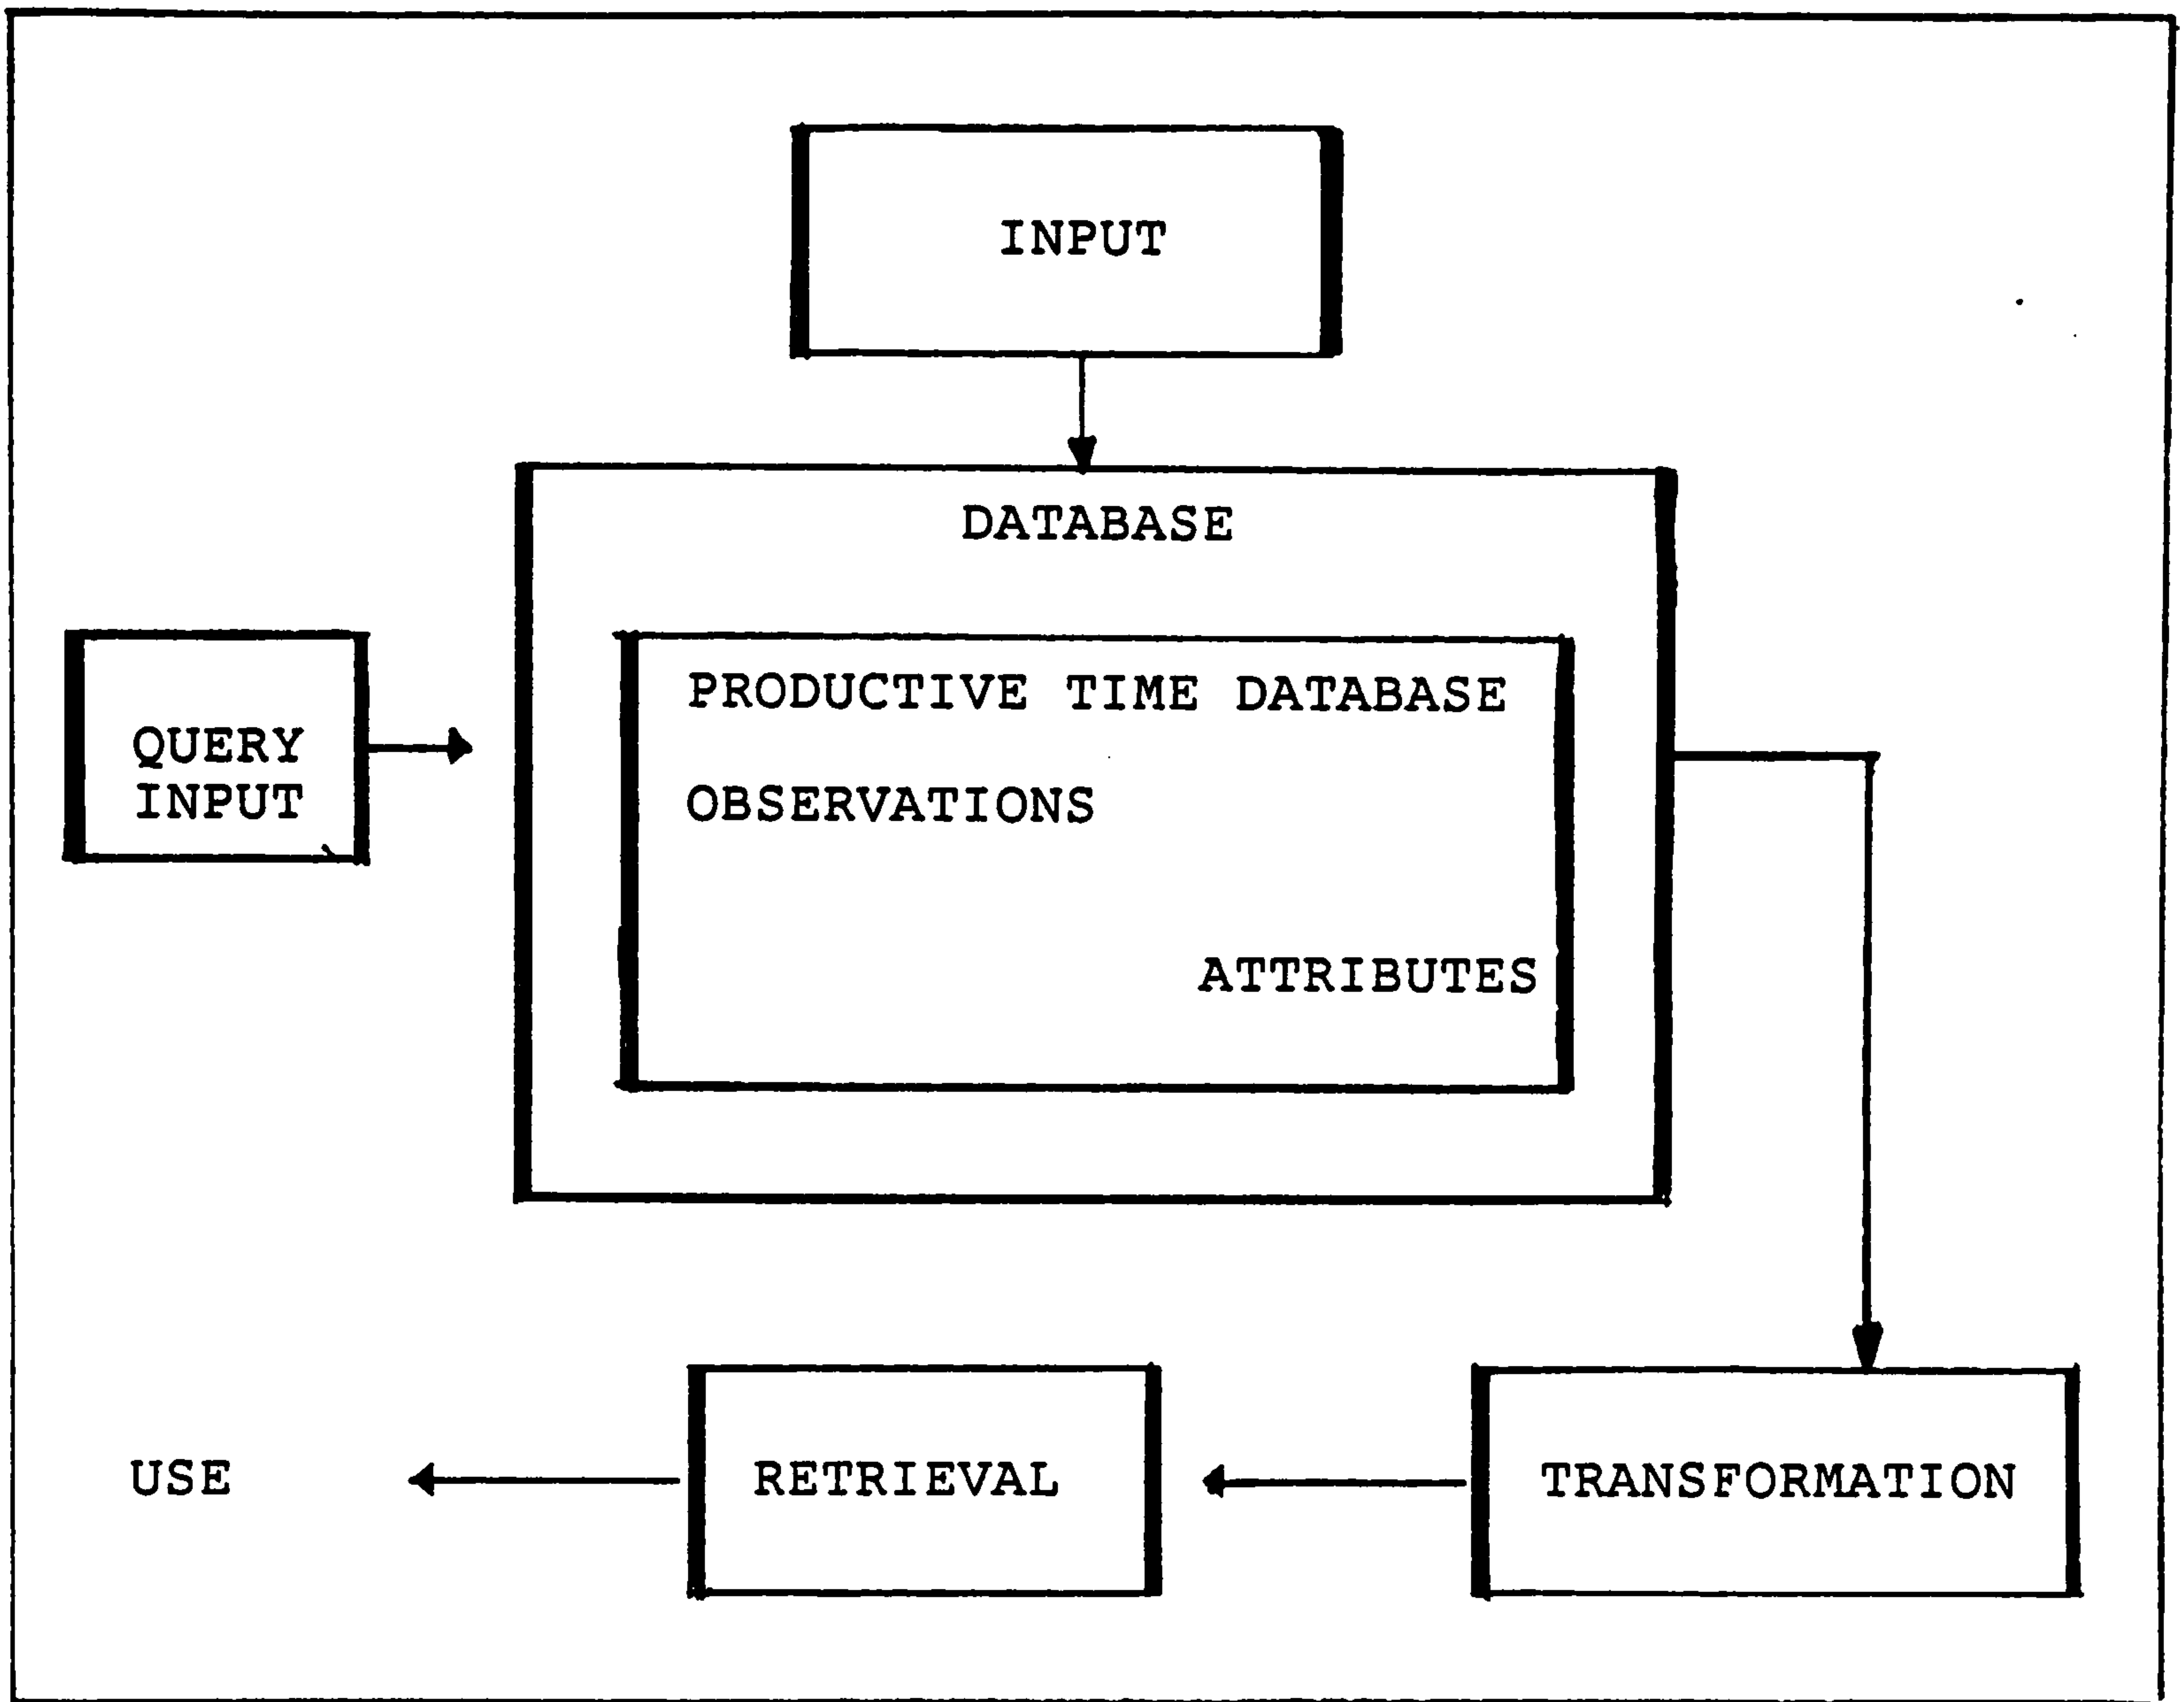 INPUT
DATABASE
PRODUCTIVE TIME DATABASE
OBSERVATIONS
ATTRIBUTES
QUERY
INPUT
USE
RETRIEVAL
TRANSFORMATION